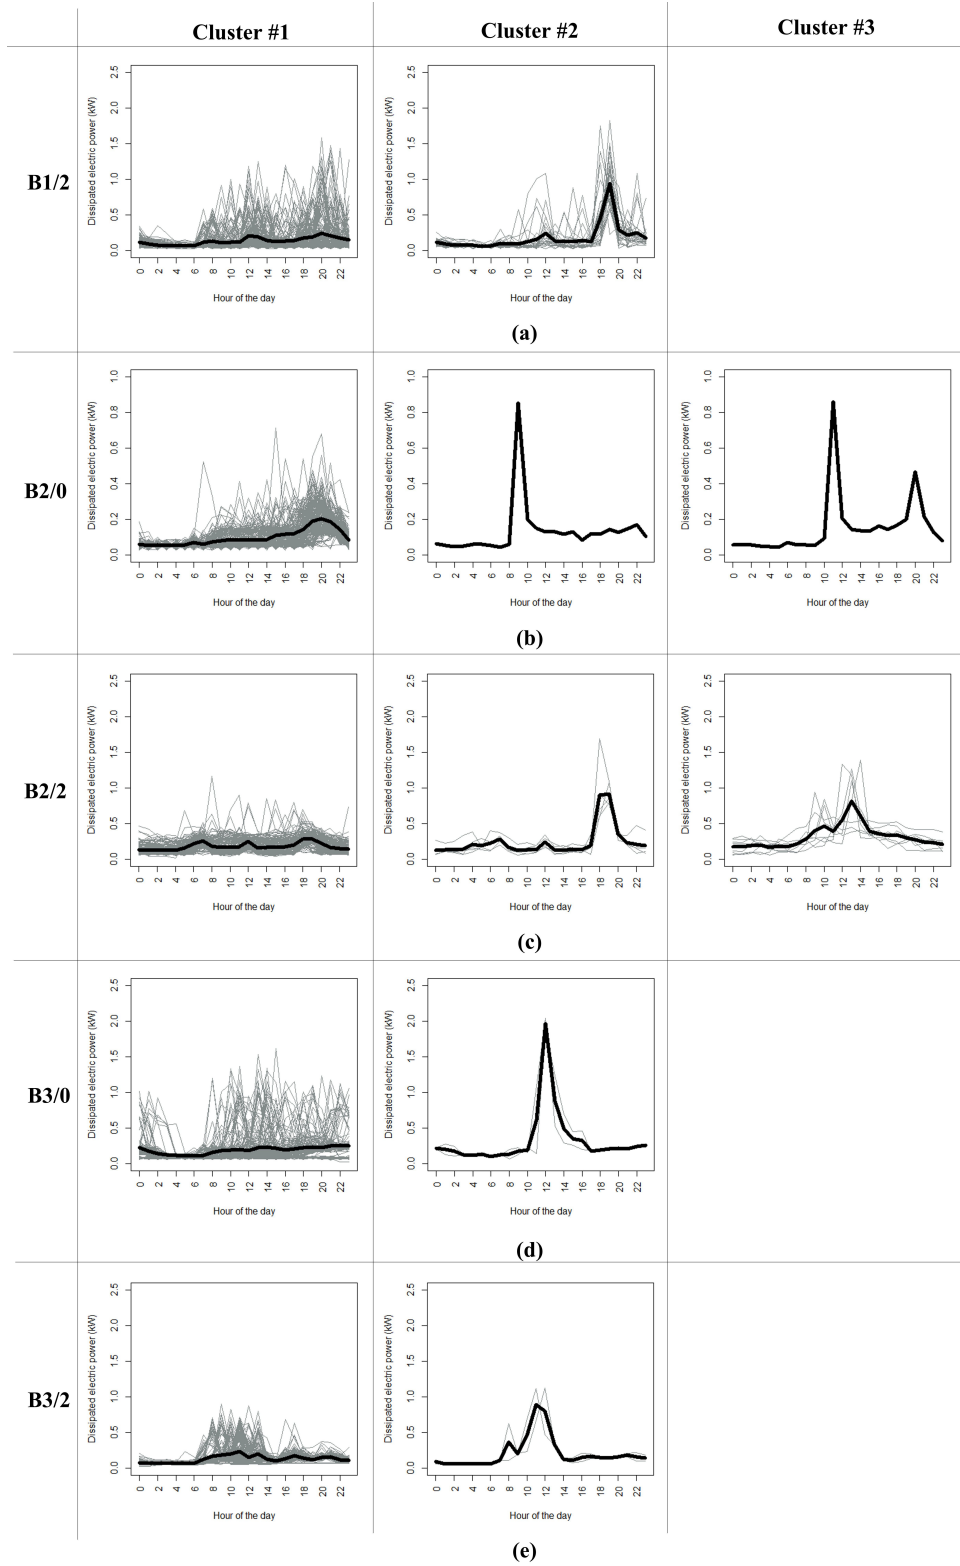 Cluster #1 Cluster #2 Cluster #3
B1/2
Dissipated electric power (kW)
0.0 0.5 1.0 1.5 2.0 2.5
0 2 4 6 8 10 12 14 16 18 20 22
Hour of the day
Dissipated electric power (kW)
0.0 0.5 1.0 1.5 2.0 2.5
0 2 4 6 8 10 12 14 16 18 20 22
Hour of the day
(a)
B2/0
Dissipated electric power (kW)
0.0 0.2 0.4 0.6 0.8 1.0
0 2 4 6 8 10 12 14 16 18 20 22
Hour of the day
Dissipated electric power (kW)
0.0 0.2 0.4 0.6 0.8 1.0
0 2 4 6 8 10 12 14 16 18 20 22
Hour of the day
Dissipated electric power (kW)
0.0 0.2 0.4 0.6 0.8 1.0
0 2 4 6 8 10 12 14 16 18 20 22
Hour of the day
(b)
B2/2
Dissipated electric power (kW)
0.0 0.5 1.0 1.5 2.0 2.5
0 2 4 6 8 10 12 14 16 18 20 22
Hour of the day
Dissipated electric power (kW)
0.0 0.5 1.0 1.5 2.0 2.5
0 2 4 6 8 10 12 14 16 18 20 22
Hour of the day
Dissipated electric power (kW)
0.0 0.5 1.0 1.5 2.0 2.5
0 2 4 6 8 10 12 14 16 18 20 22
Hour of the day
(c)
B3/0
Dissipated electric power (kW)
0.0 0.5 1.0 1.5 2.0 2.5
0 2 4 6 8 10 12 14 16 18 20 22
Hour of the day
Dissipated electric power (kW)
0.0 0.5 1.0 1.5 2.0 2.5
0 2 4 6 8 10 12 14 16 18 20 22
Hour of the day
(d)
B3/2
Dissipated electric power (kW)
0.0 0.5 1.0 1.5 2.0 2.5
0 2 4 6 8 10 12 14 16 18 20 22
Hour of the day
Dissipated electric power (kW)
0.0 0.5 1.0 1.5 2.0 2.5
0 2 4 6 8 10 12 14 16 18 20 22
Hour of the day
(e)